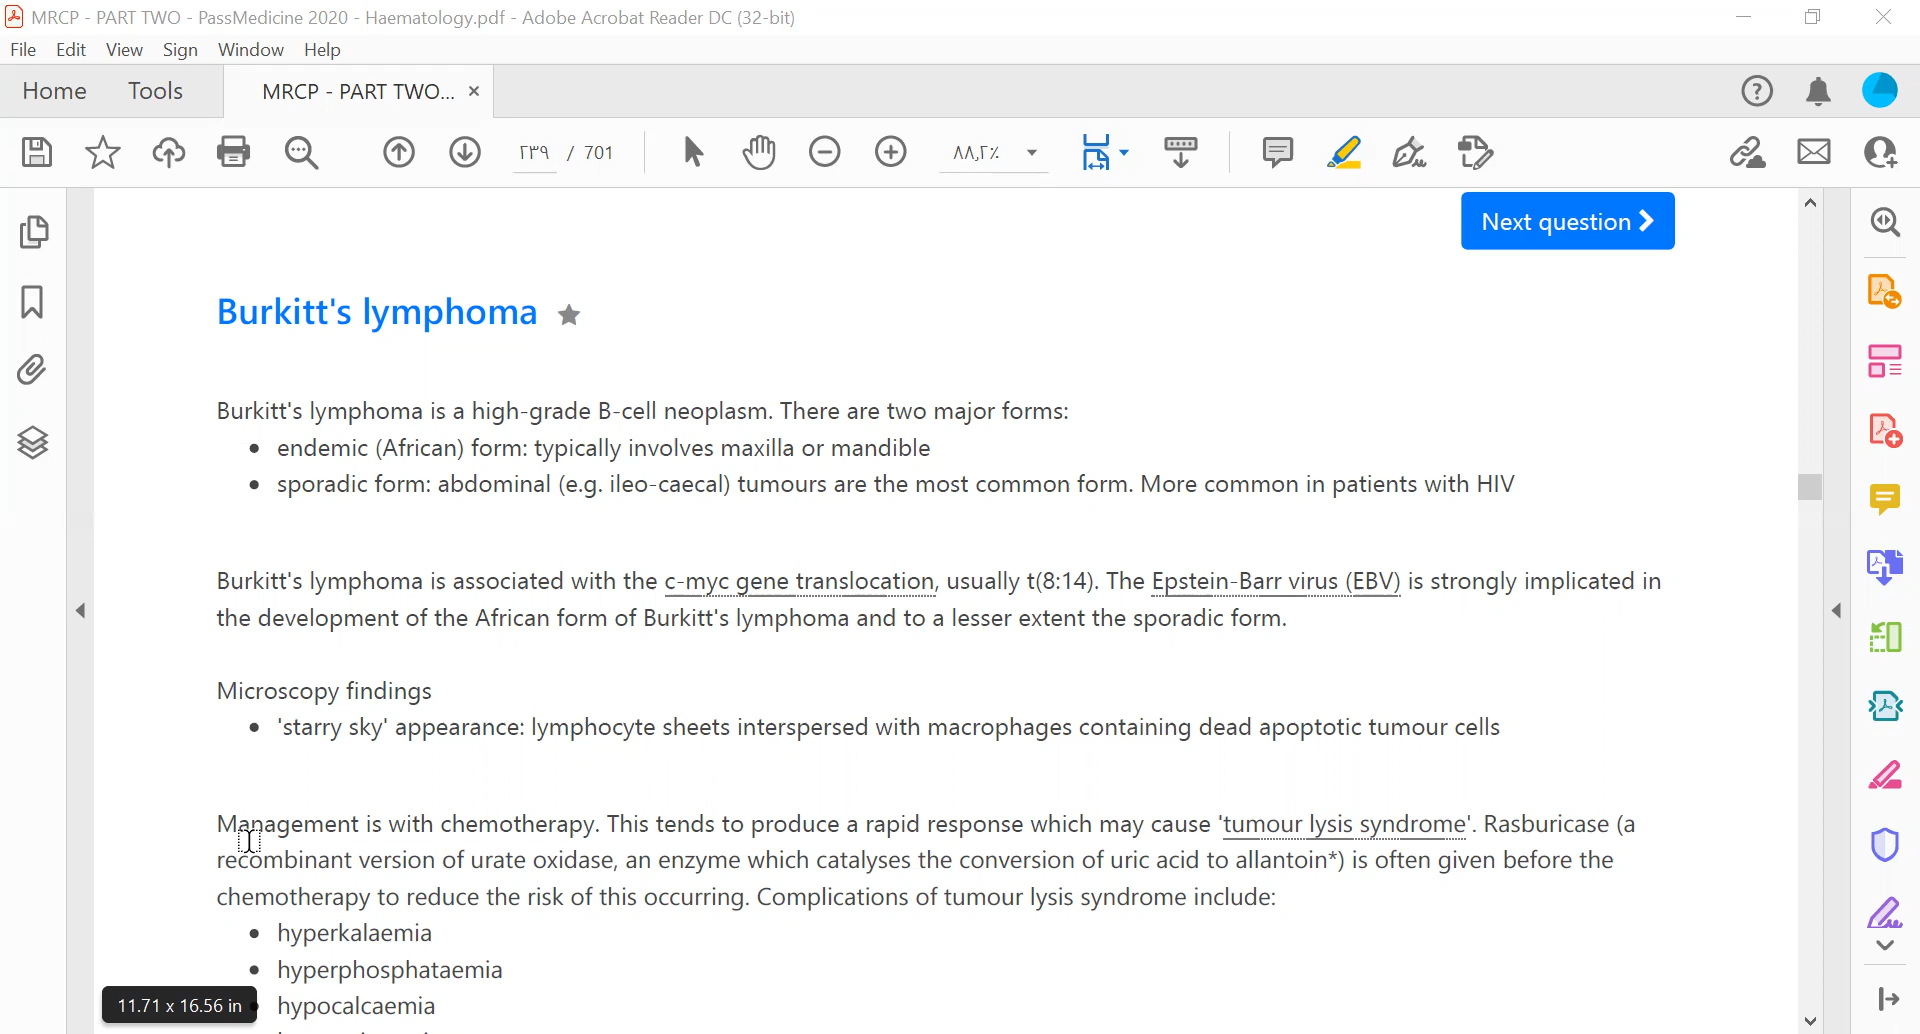 MRCP - PART TWO - PassMedicine 2020 - Haematology.pdf - Adobe Acrobat Reader DC (32-bit)
File Edit View Sign Window Help
Home Tools MRCP - PART TWO... ×
٢٣٩ / 701 ٨٨,٢٪
Next question
Burkitt's lymphoma
Burkitt's lymphoma is a high-grade B-cell neoplasm. There are two major forms:
• endemic (African) form: typically involves maxilla or mandible
• sporadic form: abdominal (e.g. ileo-caecal) tumours are the most common form. More common in patients with HIV
Burkitt's lymphoma is associated with the c-myc gene translocation, usually t(8:14). The Epstein-Barr virus (EBV) is strongly implicated in
the development of the African form of Burkitt's lymphoma and to a lesser extent the sporadic form.
Microscopy findings
• 'starry sky' appearance: lymphocyte sheets interspersed with macrophages containing dead apoptotic tumour cells
Management is with chemotherapy. This tends to produce a rapid response which may cause 'tumour lysis syndrome'. Rasburicase (a
recombinant version of urate oxidase, an enzyme which catalyses the conversion of uric acid to allantoin*) is often given before the
chemotherapy to reduce the risk of this occurring. Complications of tumour lysis syndrome include:
• hyperkalaemia
• hyperphosphataemia
• hypocalcaemia
11.71 x 16.56 in